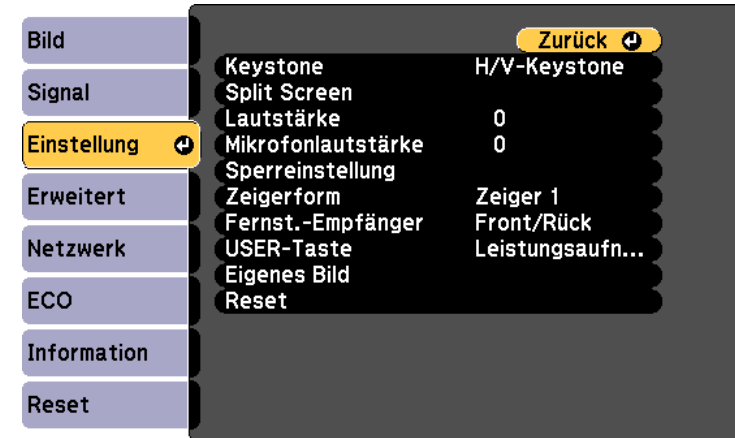 Bild
Signal
Einstellung
Erweitert
Netzwerk
ECO
Information
Reset
Zurück
Keystone H/V-Keystone
Split Screen
Lautstärke 0
Mikrofonlautstärke 0
Sperreinstellung
Zeigerform Zeiger 1
Fernst.-Empfänger Front/Rück
USER-Taste Leistungsaufn...
Eigenes Bild
Reset